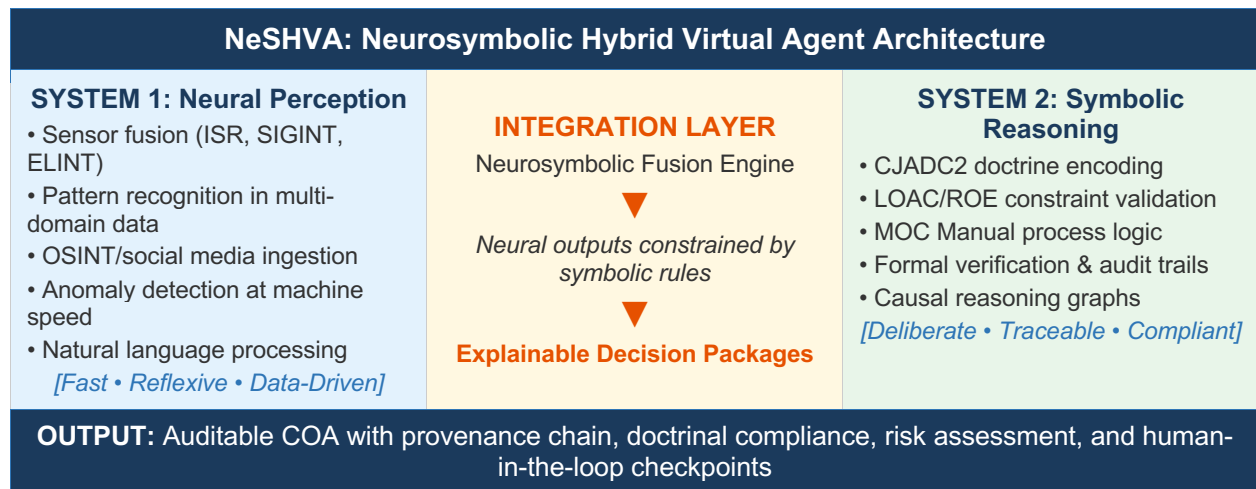 NeSHVA: Neurosymbolic Hybrid Virtual Agent Architecture
SYSTEM 1: Neural Perception
• Sensor fusion (ISR, SIGINT,
ELINT)
• Pattern recognition in multi-
domain data
• OSINT/social media ingestion
• Anomaly detection at machine
speed
• Natural language processing
[Fast • Reflexive • Data-Driven]
INTEGRATION LAYER
Neurosymbolic Fusion Engine
▼
Neural outputs constrained by
symbolic rules
▼
Explainable Decision Packages
SYSTEM 2: Symbolic
Reasoning
• CJADC2 doctrine encoding
• LOAC/ROE constraint validation
• MOC Manual process logic
• Formal verification & audit trails
• Causal reasoning graphs
[Deliberate • Traceable • Compliant]
OUTPUT: Auditable COA with provenance chain, doctrinal compliance, risk assessment, and human-
in-the-loop checkpoints